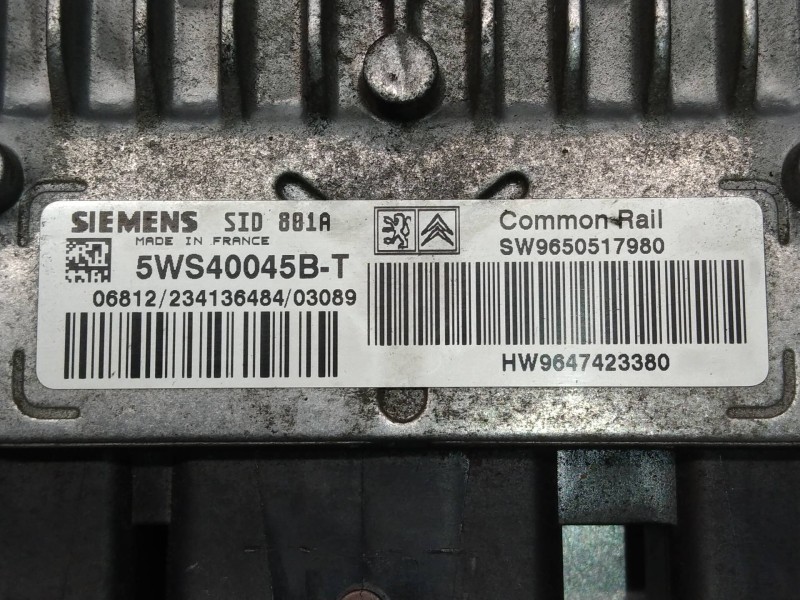 SIEMENS SID 801A
MADE IN FRANCE
5WS40045B-T
06812/234136484/03089
Common Rail
SW9650517980
HW9647423380